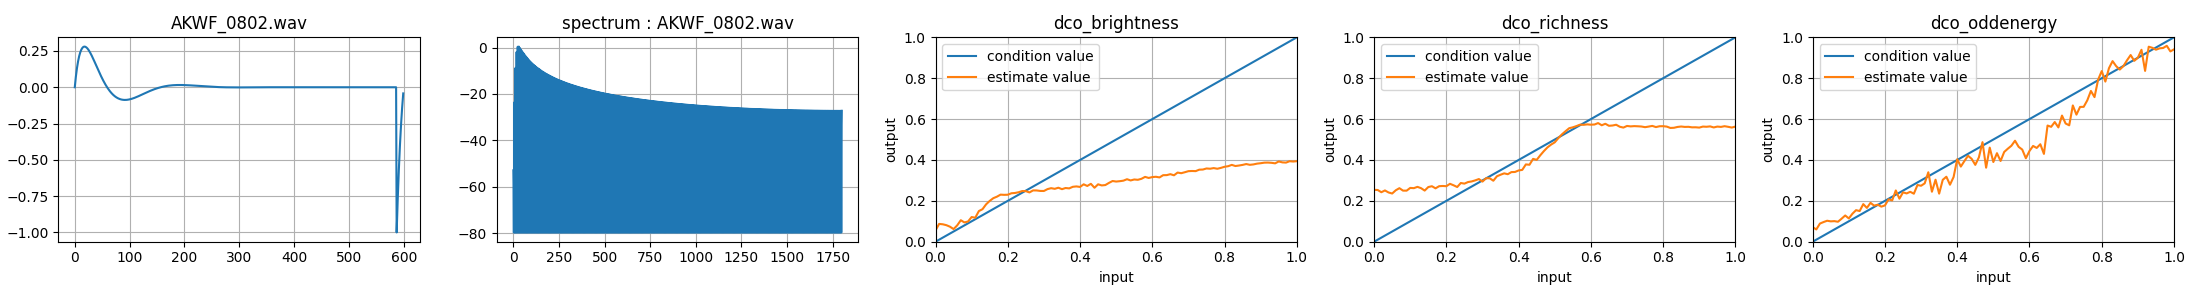 AKWF_0802.wav
0.25
0.00
−0.25
−0.50
−0.75
−1.00
0 100 200 300 400 500 600
spectrum : AKWF_0802.wav
0
−20
−40
−60
−80
0 250 500 750 1000 1250 1500 1750
dco_brightness
condition value
estimate value
output
1.0
0.8
0.6
0.4
0.2
0.0
0.0 0.2 0.4 0.6 0.8 1.0
input
dco_richness
condition value
estimate value
output
1.0
0.8
0.6
0.4
0.2
0.0
0.0 0.2 0.4 0.6 0.8 1.0
input
dco_oddenergy
condition value
estimate value
output
1.0
0.8
0.6
0.4
0.2
0.0
0.0 0.2 0.4 0.6 0.8 1.0
input